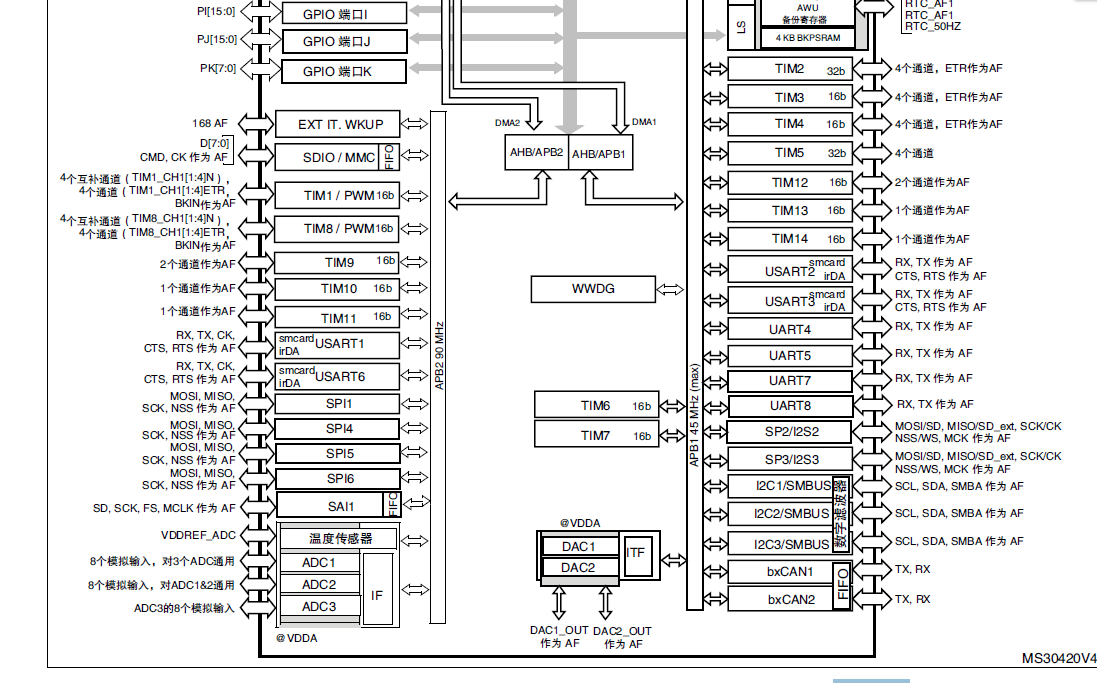 PI[15:0]
GPIO 端口I
PJ[15:0]
GPIO 端口J
PK[7:0]
GPIO 端口K
168 AF
EXT IT. WKUP
D[7:0]
CMD, CK 作为 AF
SDIO / MMC
FIFO
4个互补通道 ( TIM1_CH1[1:4]N ) ,
4个通道 ( TIM1_CH1[1:4]ETR,
BKIN作为AF
TIM1 / PWM 16b
4个互补通道 ( TIM8_CH1[1:4]N ) ,
4个通道 ( TIM8_CH1[1:4]ETR,
BKIN作为AF
TIM8 / PWM 16b
2个通道作为AF
TIM9 16b
1个通道作为AF
TIM10 16b
1个通道作为AF
TIM11 16b
RX, TX, CK,
CTS, RTS 作为 AF
smcard
irDA
USART1
RX, TX, CK,
CTS, RTS 作为 AF
smcard
irDA
USART6
MOSI, MISO,
SCK, NSS 作为 AF
SPI1
MOSI, MISO,
SCK, NSS 作为 AF
SPI4
MOSI, MISO,
SCK, NSS 作为 AF
SPI5
MOSI, MISO,
SCK, NSS 作为 AF
SPI6
SD, SCK, FS, MCLK 作为 AF
SAI1
FIFO
VDDREF_ADC
温度传感器
8个模拟输入，对3个ADC通用
ADC1
8个模拟输入，对ADC1&2通用
ADC2
ADC3的8个模拟输入
ADC3
IF
@VDDA
APB2 90 MHz
DMA2
DMA1
AHB/APB2
AHB/APB1
WWDG
TIM6 16b
TIM7 16b
@VDDA
DAC1
DAC2
ITF
DAC1_OUT
作为 AF
DAC2_OUT
作为 AF
APB1 45 MHz (max)
LS
AWU
备份寄存器
4 KB BKPSRAM
RTC_AF1
RTC_AF1
RTC_50HZ
TIM2 32b
4个通道，ETR作为AF
TIM3 16b
4个通道，ETR作为AF
TIM4 16b
4个通道，ETR作为AF
TIM5 32b
4个通道
TIM12 16b
2个通道作为AF
TIM13 16b
1个通道作为AF
TIM14 16b
1个通道作为AF
USART2
smcard
irDA
RX, TX 作为 AF
CTS, RTS 作为 AF
USART3
smcard
irDA
RX, TX 作为 AF
CTS, RTS 作为 AF
UART4
RX, TX 作为 AF
UART5
RX, TX 作为 AF
UART7
RX, TX 作为 AF
UART8
RX, TX 作为 AF
SP2/I2S2
MOSI/SD, MISO/SD_ext, SCK/CK
NSS/WS, MCK 作为 AF
SP3/I2S3
MOSI/SD, MISO/SD_ext, SCK/CK
NSS/WS, MCK 作为 AF
I2C1/SMBUS
SCL, SDA, SMBA 作为 AF
I2C2/SMBUS
SCL, SDA, SMBA 作为 AF
I2C3/SMBUS
SCL, SDA, SMBA 作为 AF
数字滤波器
bxCAN1
TX, RX
bxCAN2
TX, RX
FIFO
MS30420V4